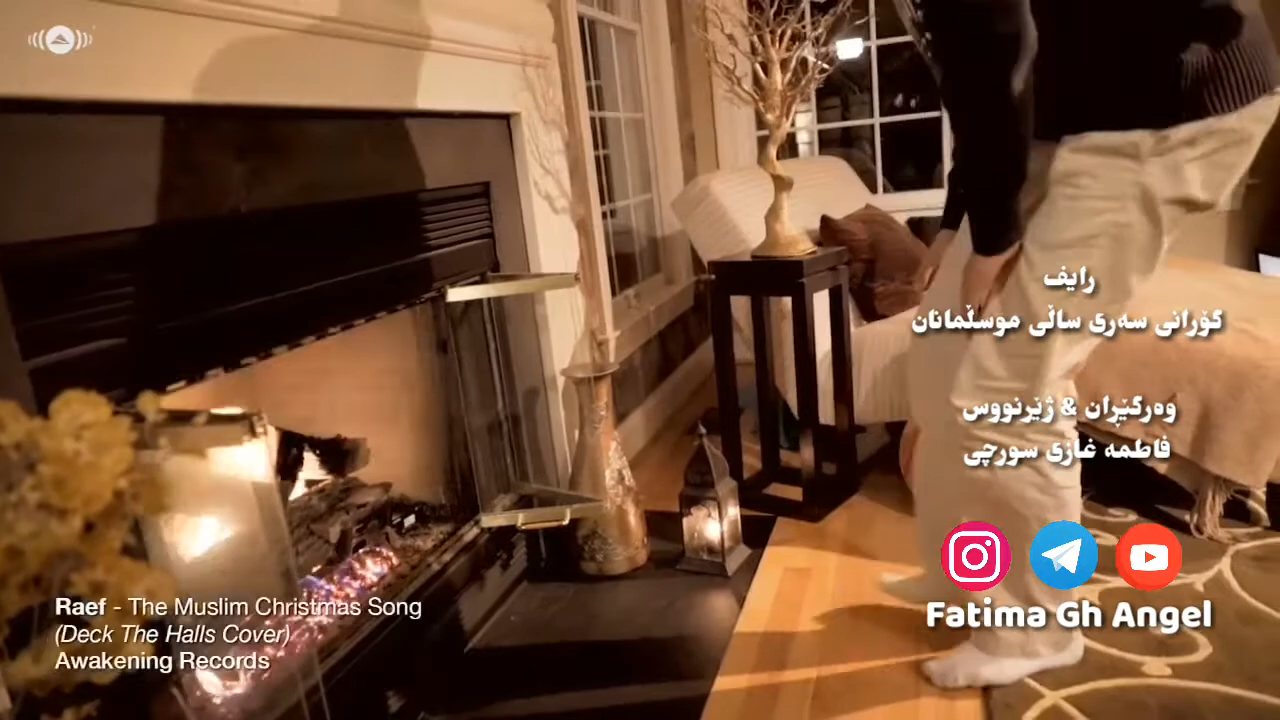 رایف
گۆرانی سەری ساڵی موسڵمانان
وەرگێڕان & ژێرنووس
فاطمە غازی سورچی
Fatima Gh Angel
Raef - The Muslim Christmas Song
(Deck The Halls Cover)
Awakening Records